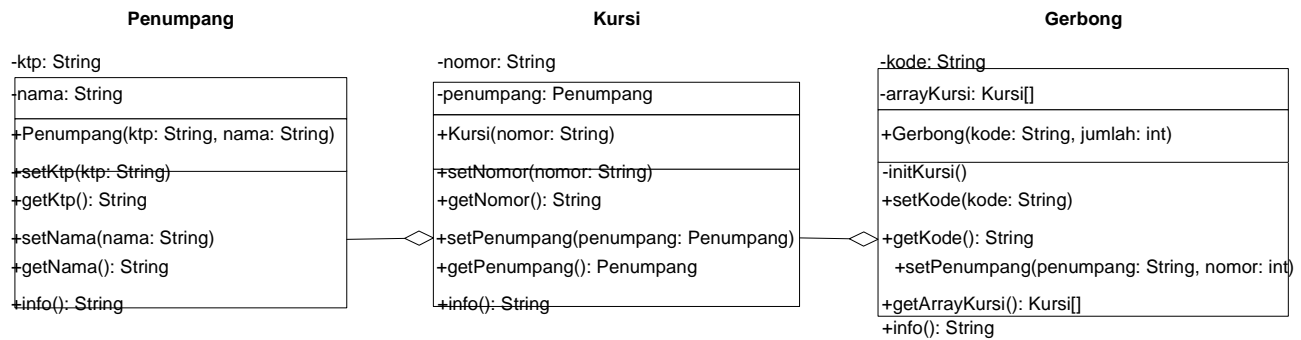 Penumpang
-ktp: String
-nama: String
+Penumpang(ktp: String, nama: String)
+setKtp(ktp: String)
+getKtp(): String
+setNama(nama: String)
+getNama(): String
+info(): String
Kursi
-nomor: String
-penumpang: Penumpang
+Kursi(nomor: String)
+setNomor(nomor: String)
+getNomor(): String
+setPenumpang(penumpang: Penumpang)
+getPenumpang(): Penumpang
+info(): String
Gerbong
-kode: String
-arrayKursi: Kursi[]
+Gerbong(kode: String, jumlah: int)
-initKursi()
+setKode(kode: String)
+getKode(): String
+setPenumpang(penumpang: String, nomor: int)
+getArrayKursi(): Kursi[]
+info(): String